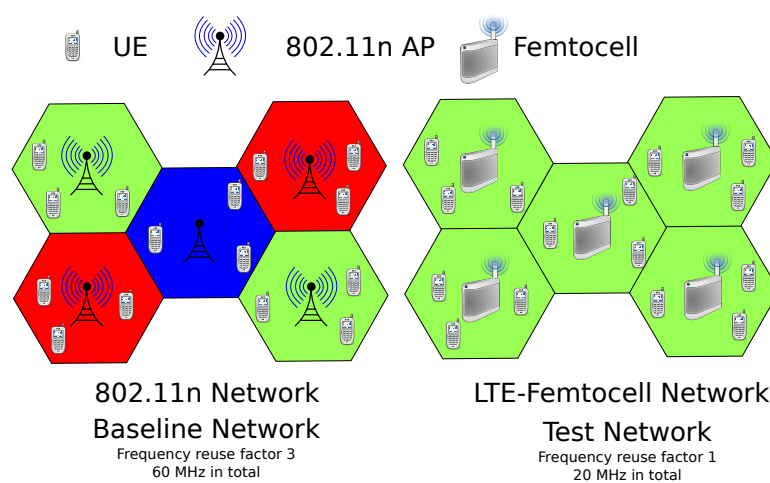 UE 802.11n AP Femtocell
802.11n Network
Baseline Network
Frequency reuse factor 3
60 MHz in total
LTE-Femtocell Network
Test Network
Frequency reuse factor 1
20 MHz in total